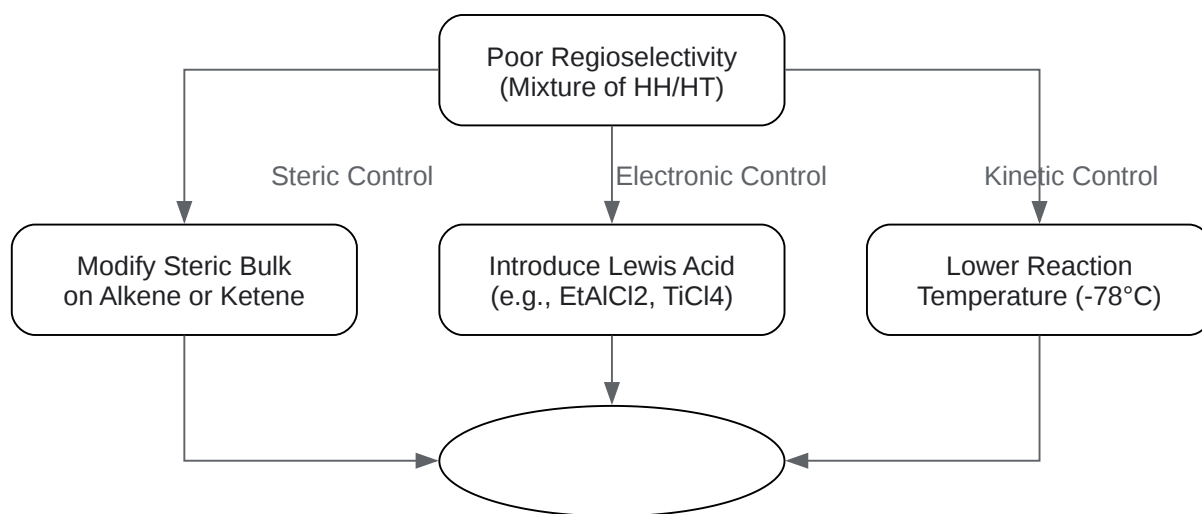 Poor Regioselectivity
(Mixture of HH/HT)
Steric Control
Electronic Control
Kinetic Control
Modify Steric Bulk
on Alkene or Ketene
Introduce Lewis Acid
(e.g., EtAlCl2, TiCl4)
Lower Reaction
Temperature (-78°C)